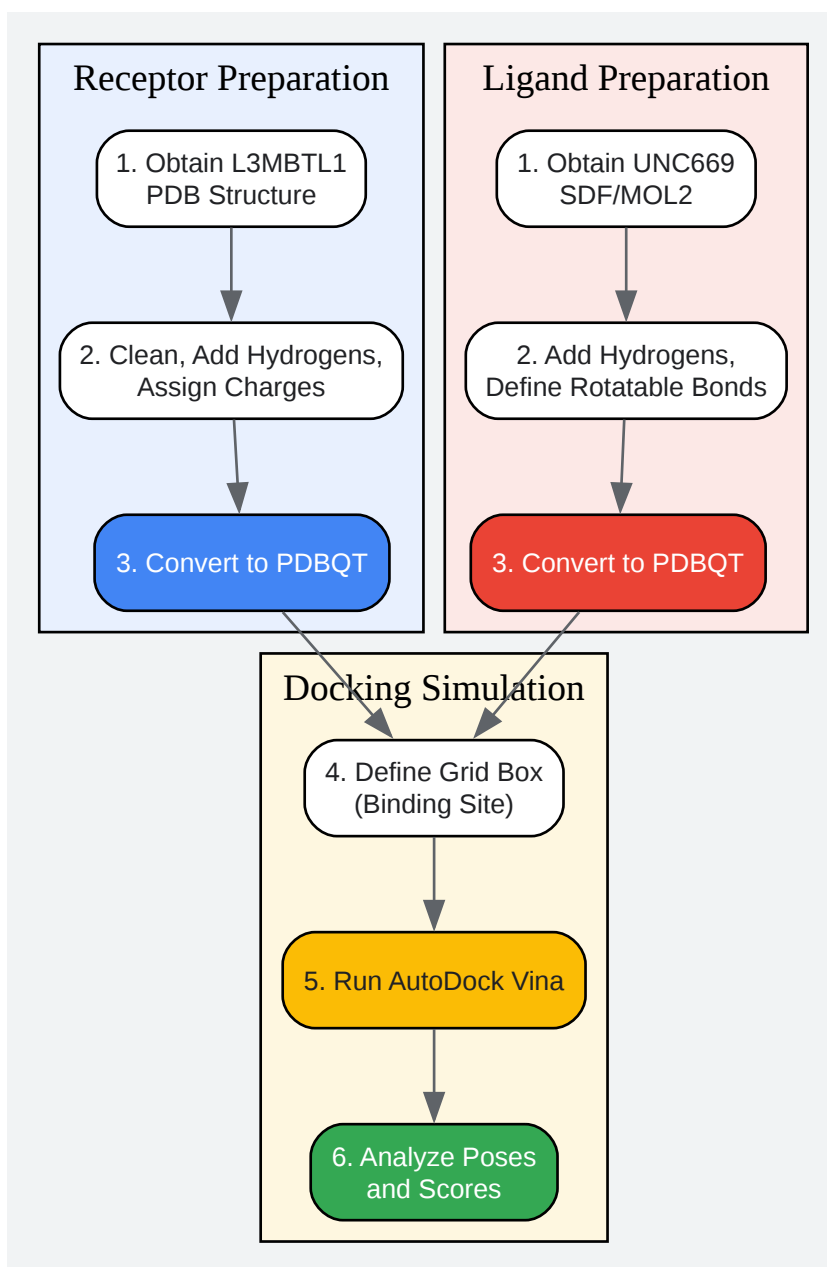 Receptor Preparation
1. Obtain L3MBTL1
PDB Structure
2. Clean, Add Hydrogens,
Assign Charges
3. Convert to PDBQT
Ligand Preparation
1. Obtain UNC669
SDF/MOL2
2. Add Hydrogens,
Define Rotatable Bonds
3. Convert to PDBQT
Docking Simulation
4. Define Grid Box
(Binding Site)
5. Run AutoDock Vina
6. Analyze Poses
and Scores